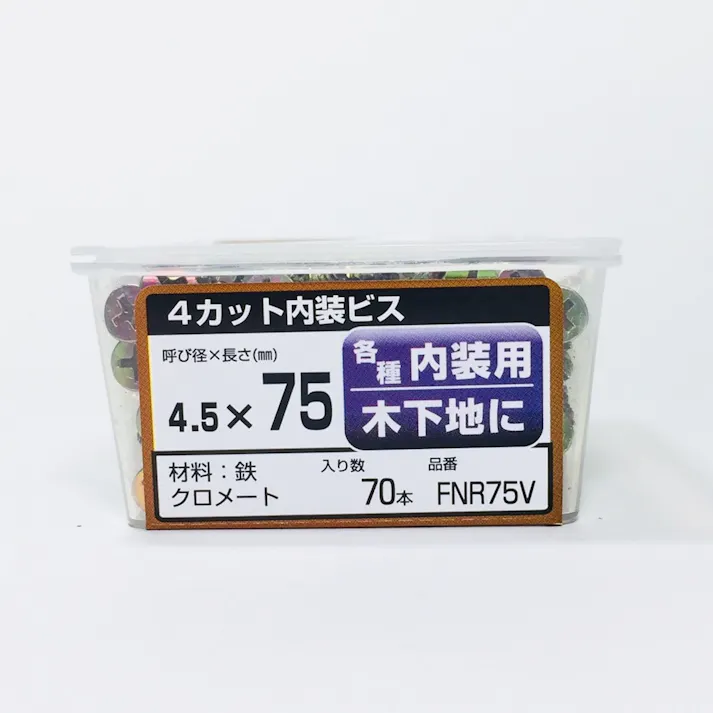 4カット内装ビス
呼び径×長さ(㎜)
4.5×75
各種 内装用
木下地に
材料：鉄
クロメート
入り数
70本
品番
FNR75V